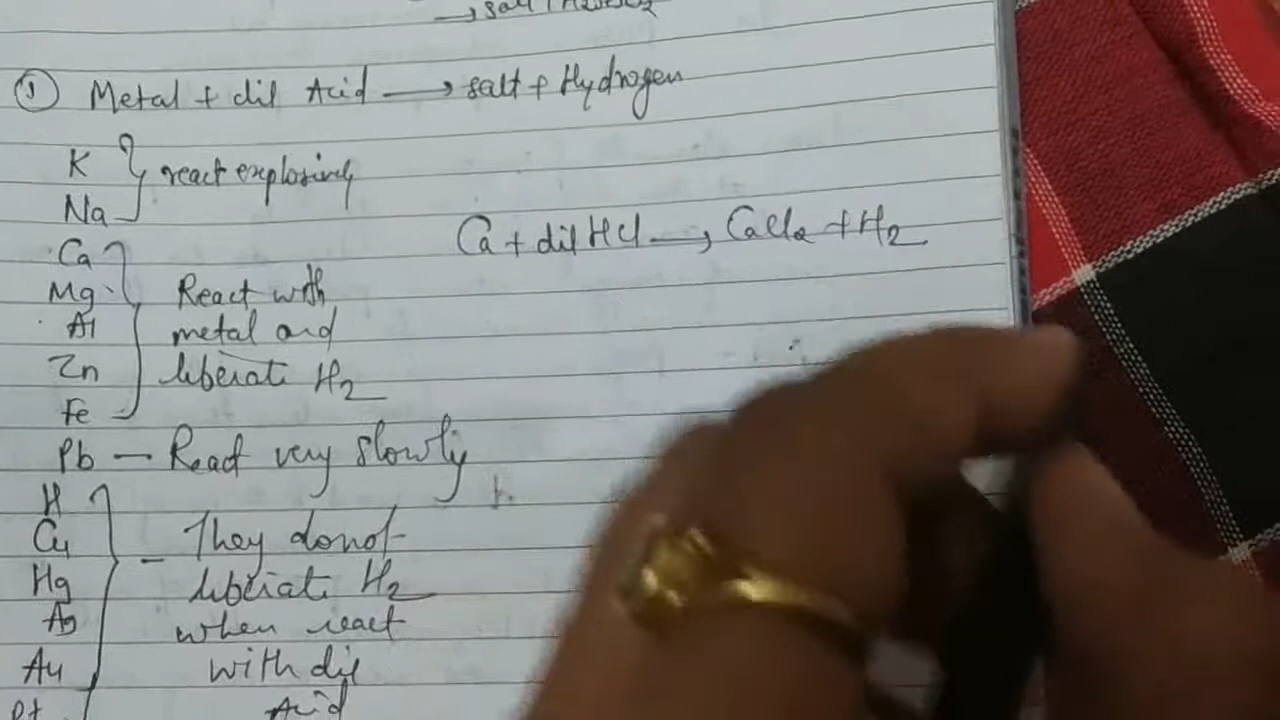 ① Metal + dil Acid → salt + Hydrogen
K
react explosively
Na
Ca + dil HCl → CaCl₂ + H₂
Ca
Mg React with
Al metal and
Zn liberate H₂
Fe
Pb — React very slowly
H
Cu – They donot
Hg liberate H₂
Ag when react
Au with dil
Pt Acid